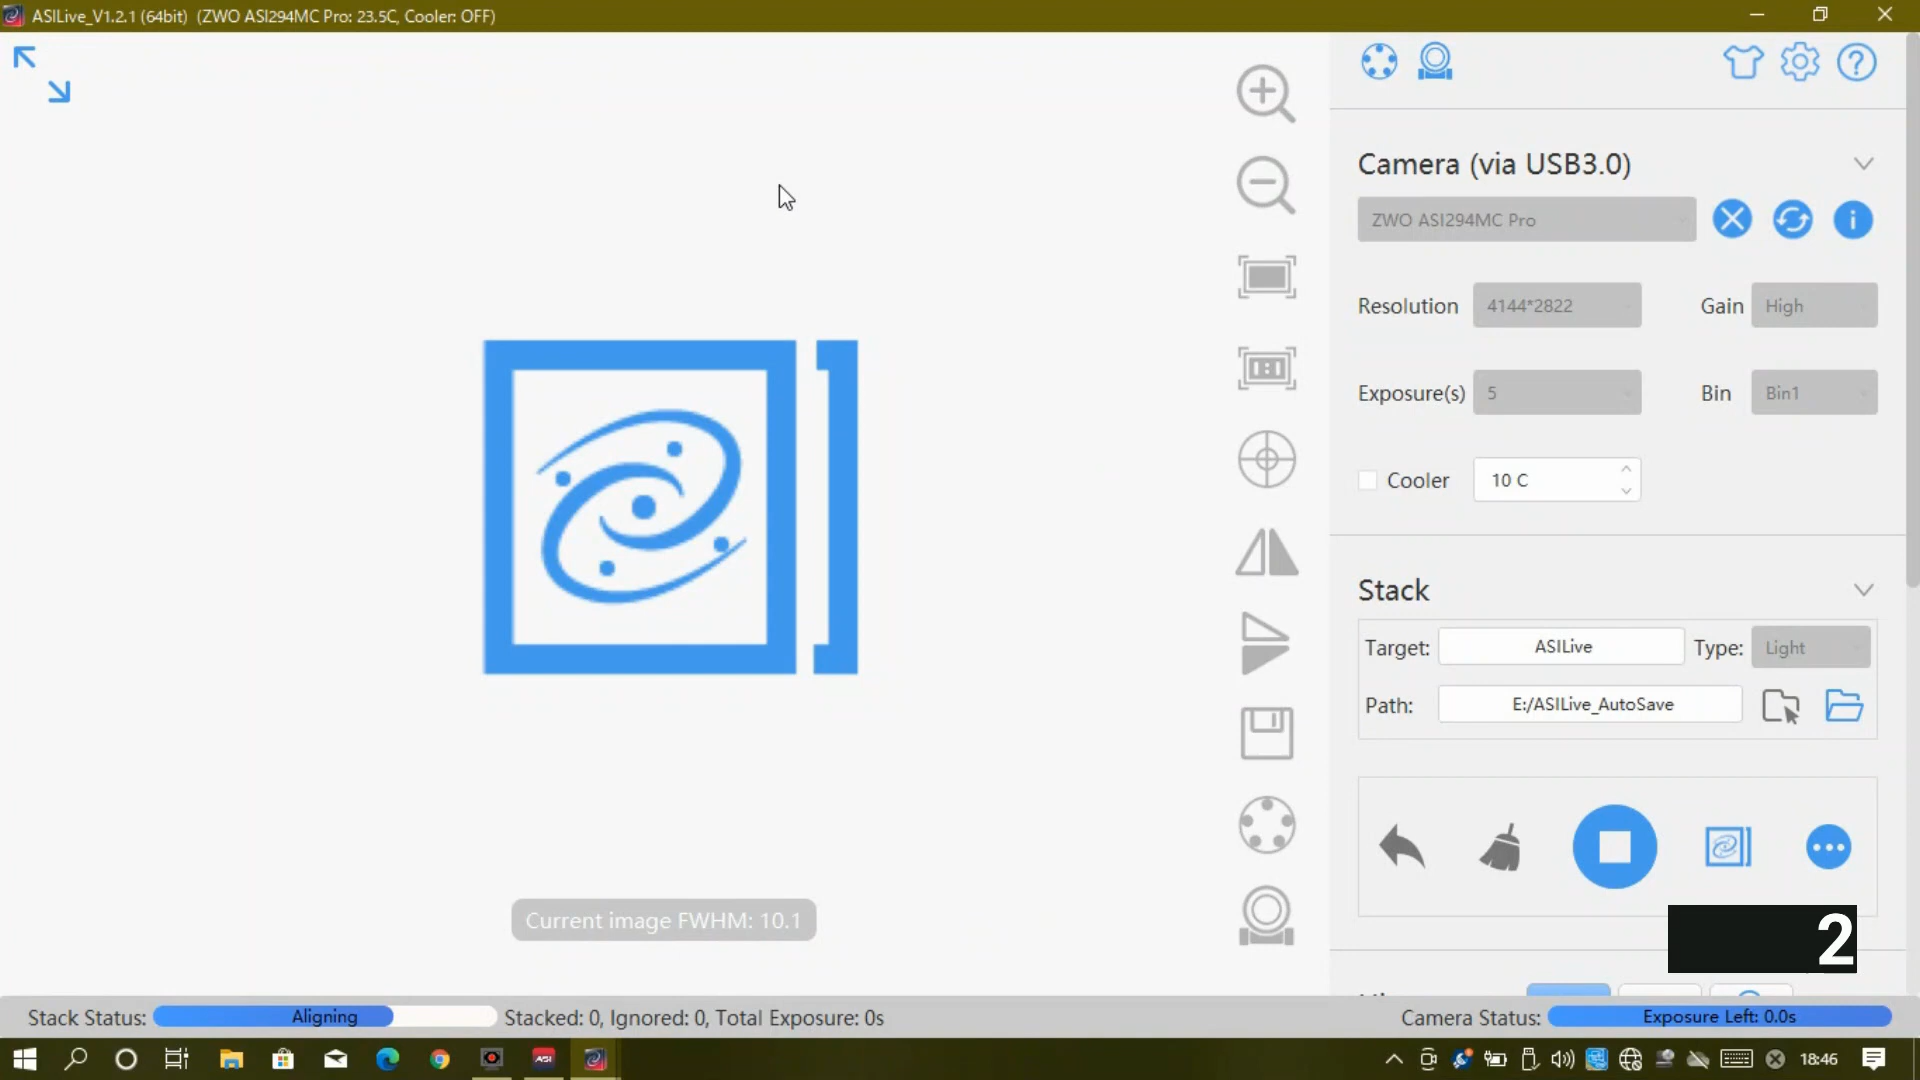 ASILive_V1.2.1 (64bit) (ZWO ASI294MC Pro: 23.5C, Cooler: OFF)
Camera (via USB3.0)
ZWO ASI294MC Pro
Resolution 4144*2822 Gain High
Exposure(s) 5 Bin Bin1
1:1
Cooler 10 C
Stack
Target: ASILive Type: Light
Path: E:/ASILive_AutoSave
Current image FWHM: 10.1
2
Stack Status: Aligning Stacked: 0, Ignored: 0, Total Exposure: 0s Camera Status: Exposure Left: 0.0s
ASI
18:46